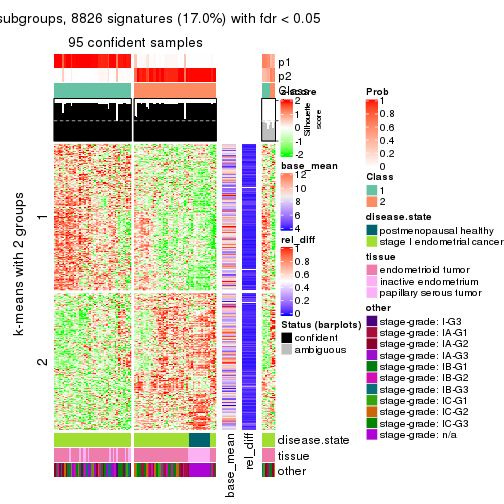 subgroups, 8826 signatures (17.0%) with fdr < 0.05
95 confident samples
p1
p2
Class
Silhouette
score
k-means with 2 groups
1
2
z-score
2
1
0
-1
-2
base_mean
12
10
8
6
4
rel_diff
1
0.8
0.6
0.4
0.2
0
Status (barplots)
confident
ambiguous
Prob
1
0.8
0.6
0.4
0.2
0
Class
1
2
disease.state
postmenopausal healthy
stage I endometrial cancer
tissue
endometrioid tumor
inactive endometrium
papillary serous tumor
other
stage-grade: I-G3
stage-grade: IA-G1
stage-grade: IA-G2
stage-grade: IA-G3
stage-grade: IB-G1
stage-grade: IB-G2
stage-grade: IB-G3
stage-grade: IC-G1
stage-grade: IC-G2
stage-grade: IC-G3
stage-grade: n/a
disease.state
tissue
other
base_mean
rel_diff